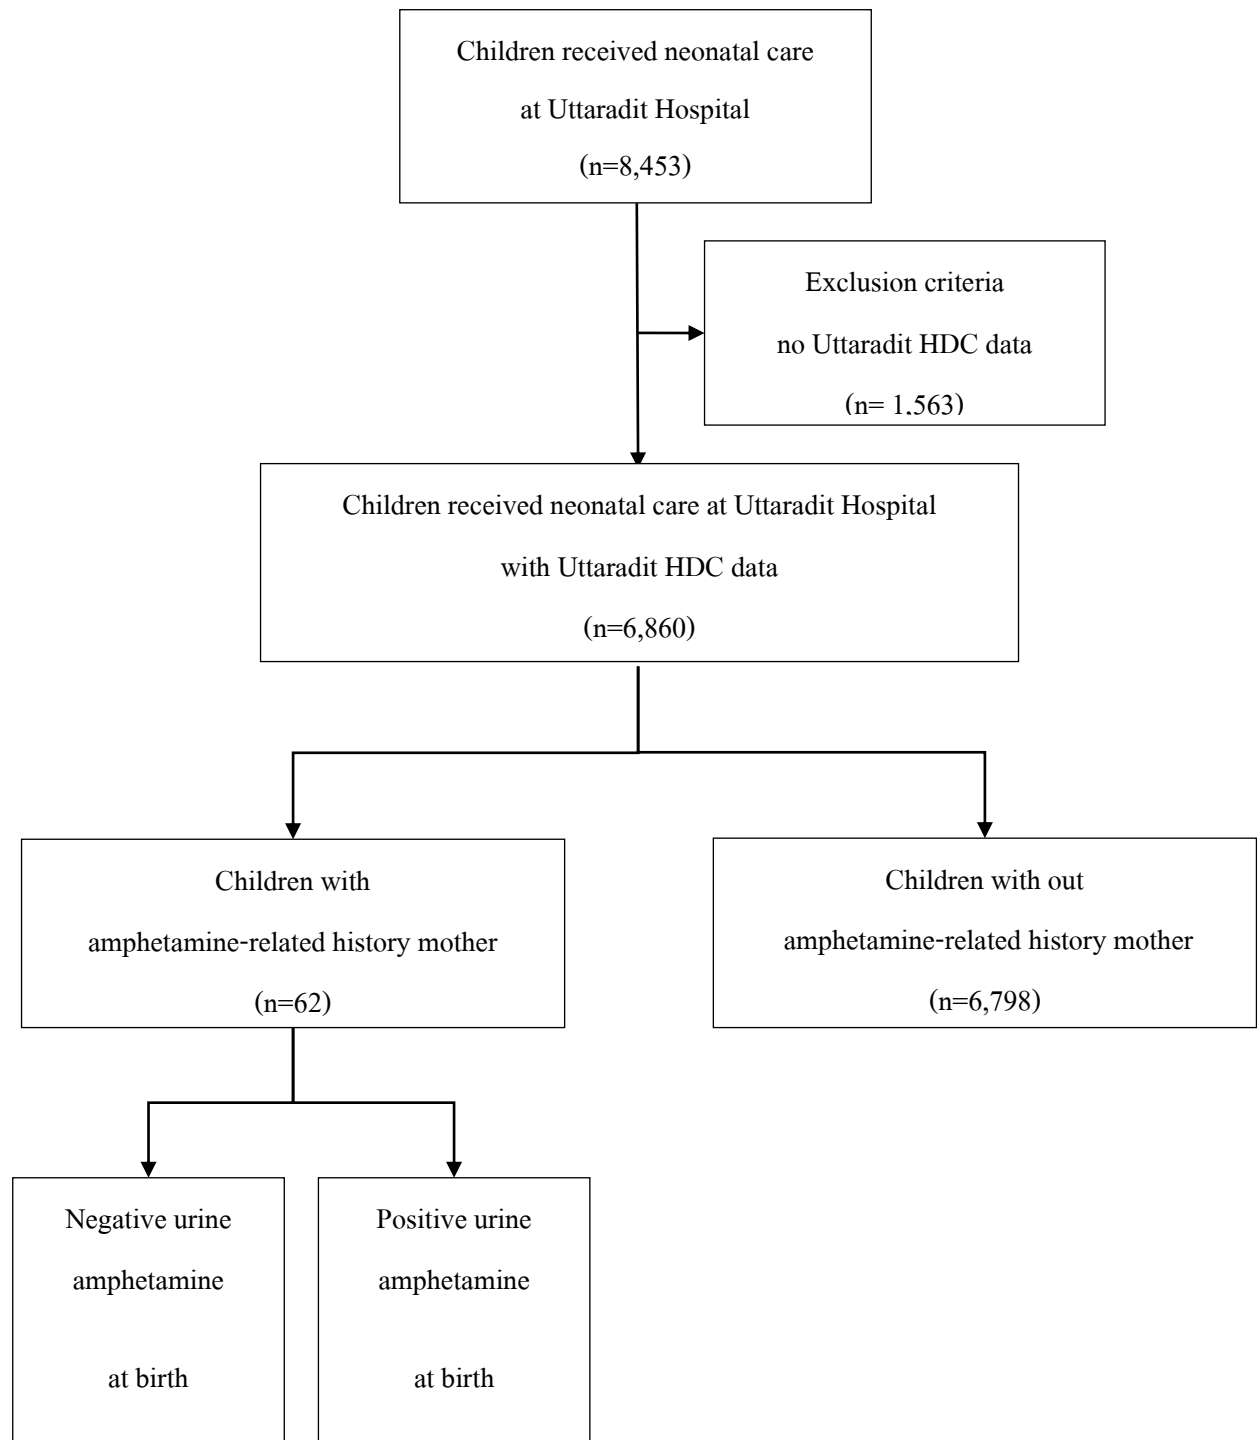 Children received neonatal care
at Uttaradit Hospital
(n=8,453)
Exclusion criteria
no Uttaradit HDC data
(n= 1,563)
Children received neonatal care at Uttaradit Hospital
with Uttaradit HDC data
(n=6,860)
Children with
amphetamine-related history mother
(n=62)
Children with out
amphetamine-related history mother
(n=6,798)
Negative urine
amphetamine
at birth
Positive urine
amphetamine
at birth